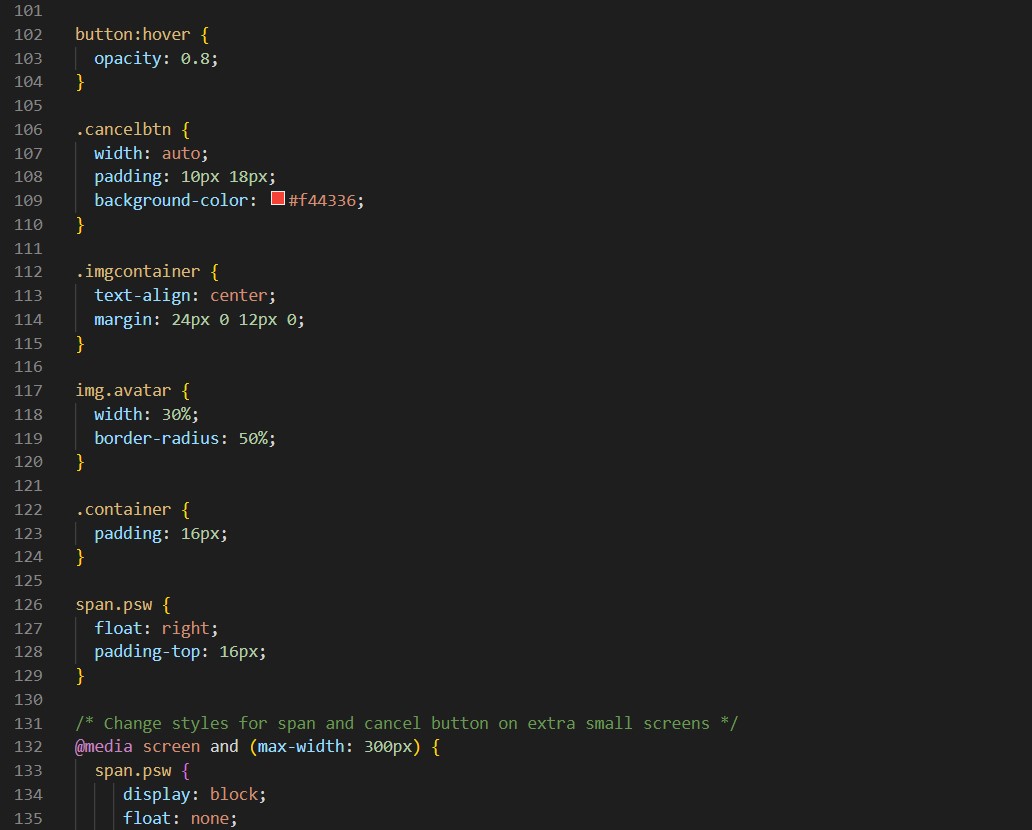 101
102 button:hover {
103 opacity: 0.8;
104 }
105
106 .cancelbtn {
107 width: auto;
108 padding: 10px 18px;
109 background-color: #f44336;
110 }
111
112 .imgcontainer {
113 text-align: center;
114 margin: 24px 0 12px 0;
115 }
116
117 img.avatar {
118 width: 30%;
119 border-radius: 50%;
120 }
121
122 .container {
123 padding: 16px;
124 }
125
126 span.psw {
127 float: right;
128 padding-top: 16px;
129 }
130
131 /* Change styles for span and cancel button on extra small screens */
132 @media screen and (max-width: 300px) {
133 span.psw {
134 display: block;
135 float: none;